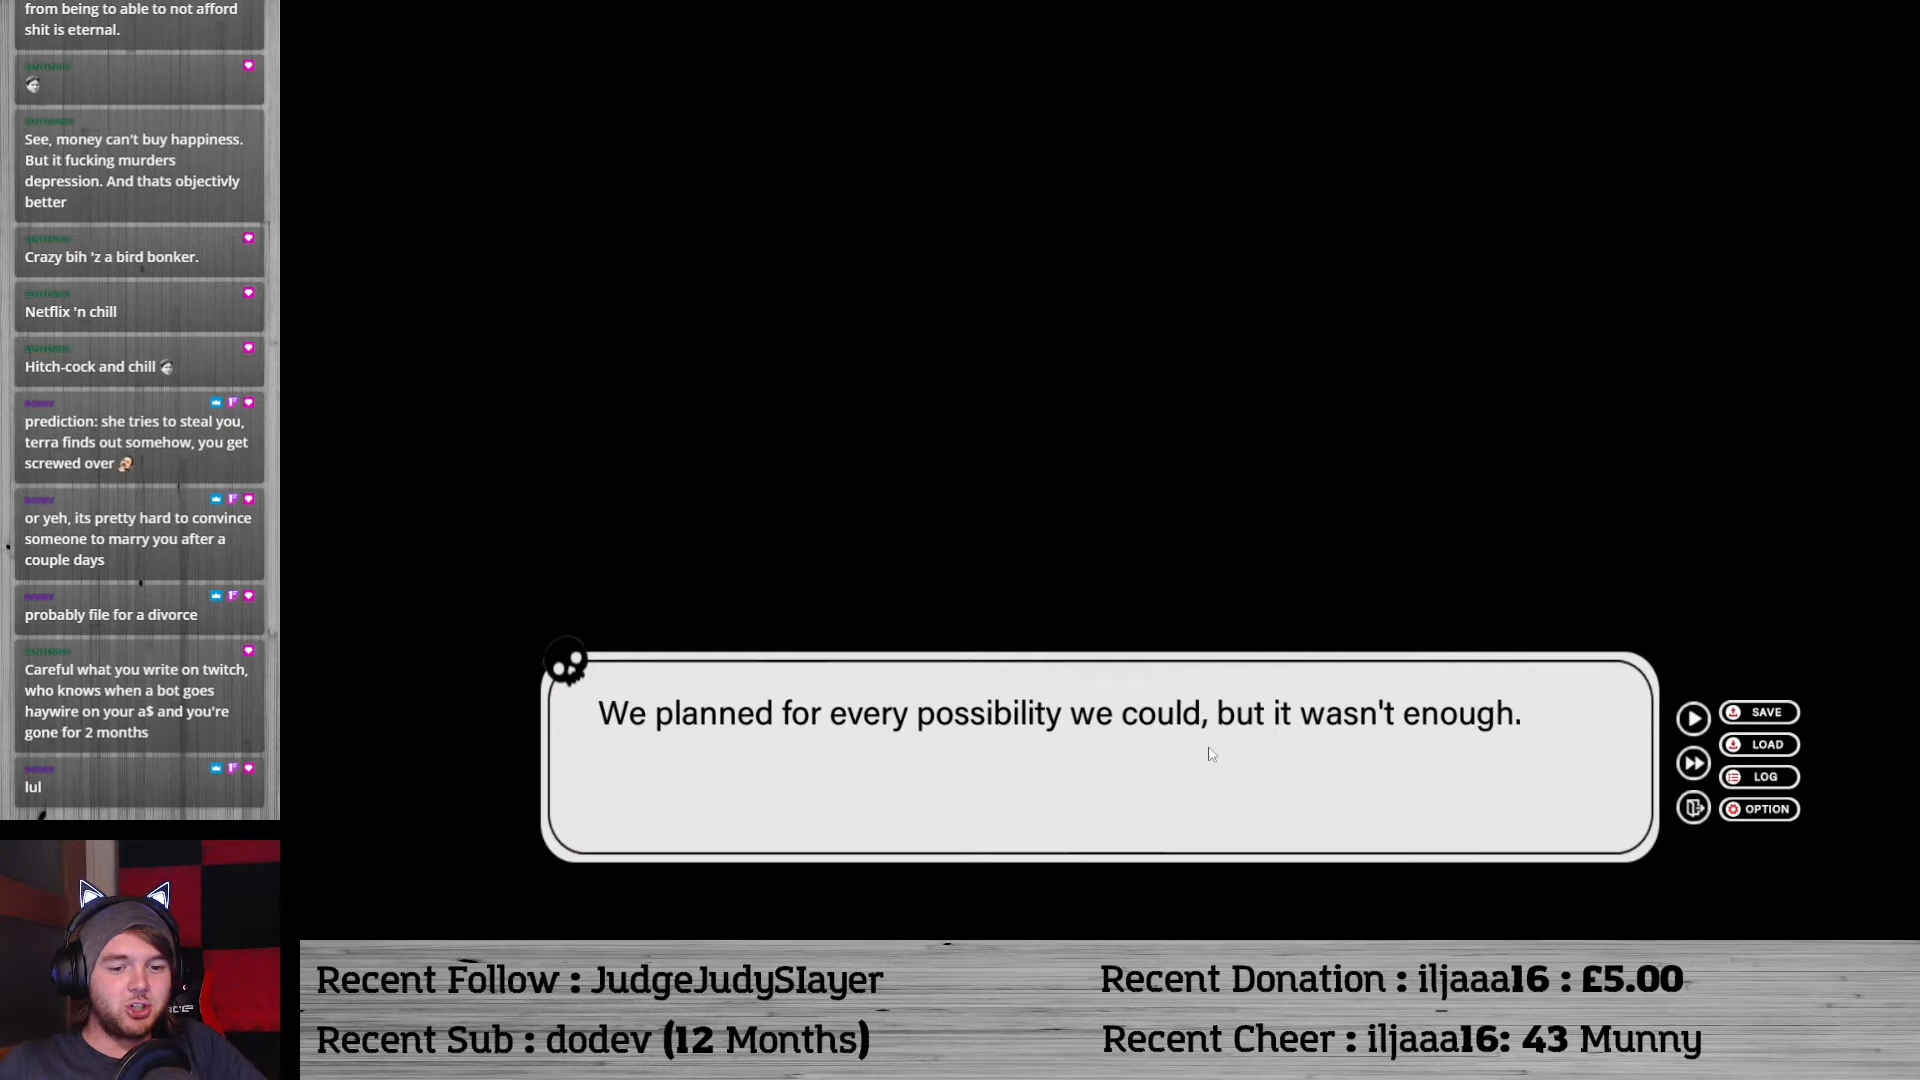 from being to able to not afford
shit is eternal.
See, money can't buy happiness.
But it fucking murders
depression. And thats objectivly
better
Crazy bih 'z a bird bonker.
Netflix 'n chill
Hitch-cock and chill
prediction: she tries to steal you,
terra finds out somehow, you get
screwed over
or yeh, its pretty hard to convince
someone to marry you after a
couple days
probably file for a divorce
Careful what you write on twitch,
who knows when a bot goes
haywire on your a$ and you're
gone for 2 months
lul
We planned for every possibility we could, but it wasn't enough.
SAVE
LOAD
LOG
OPTION
Recent Follow : JudgeJudySlayer
Recent Donation : iljaaa16 : £5.00
Recent Sub : dodev (12 Months)
Recent Cheer : iljaaa16: 43 Munny